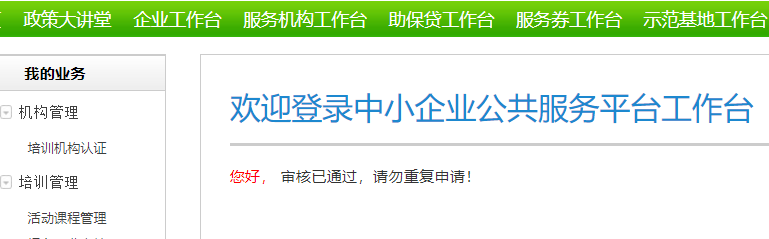 政策大讲堂 企业工作台 服务机构工作台 助保贷工作台 服务券工作台 示范基地工作台
我的业务
机构管理
培训机构认证
培训管理
活动课程管理
欢迎登录中小企业公共服务平台工作台
您好， 审核已通过，请勿重复申请！